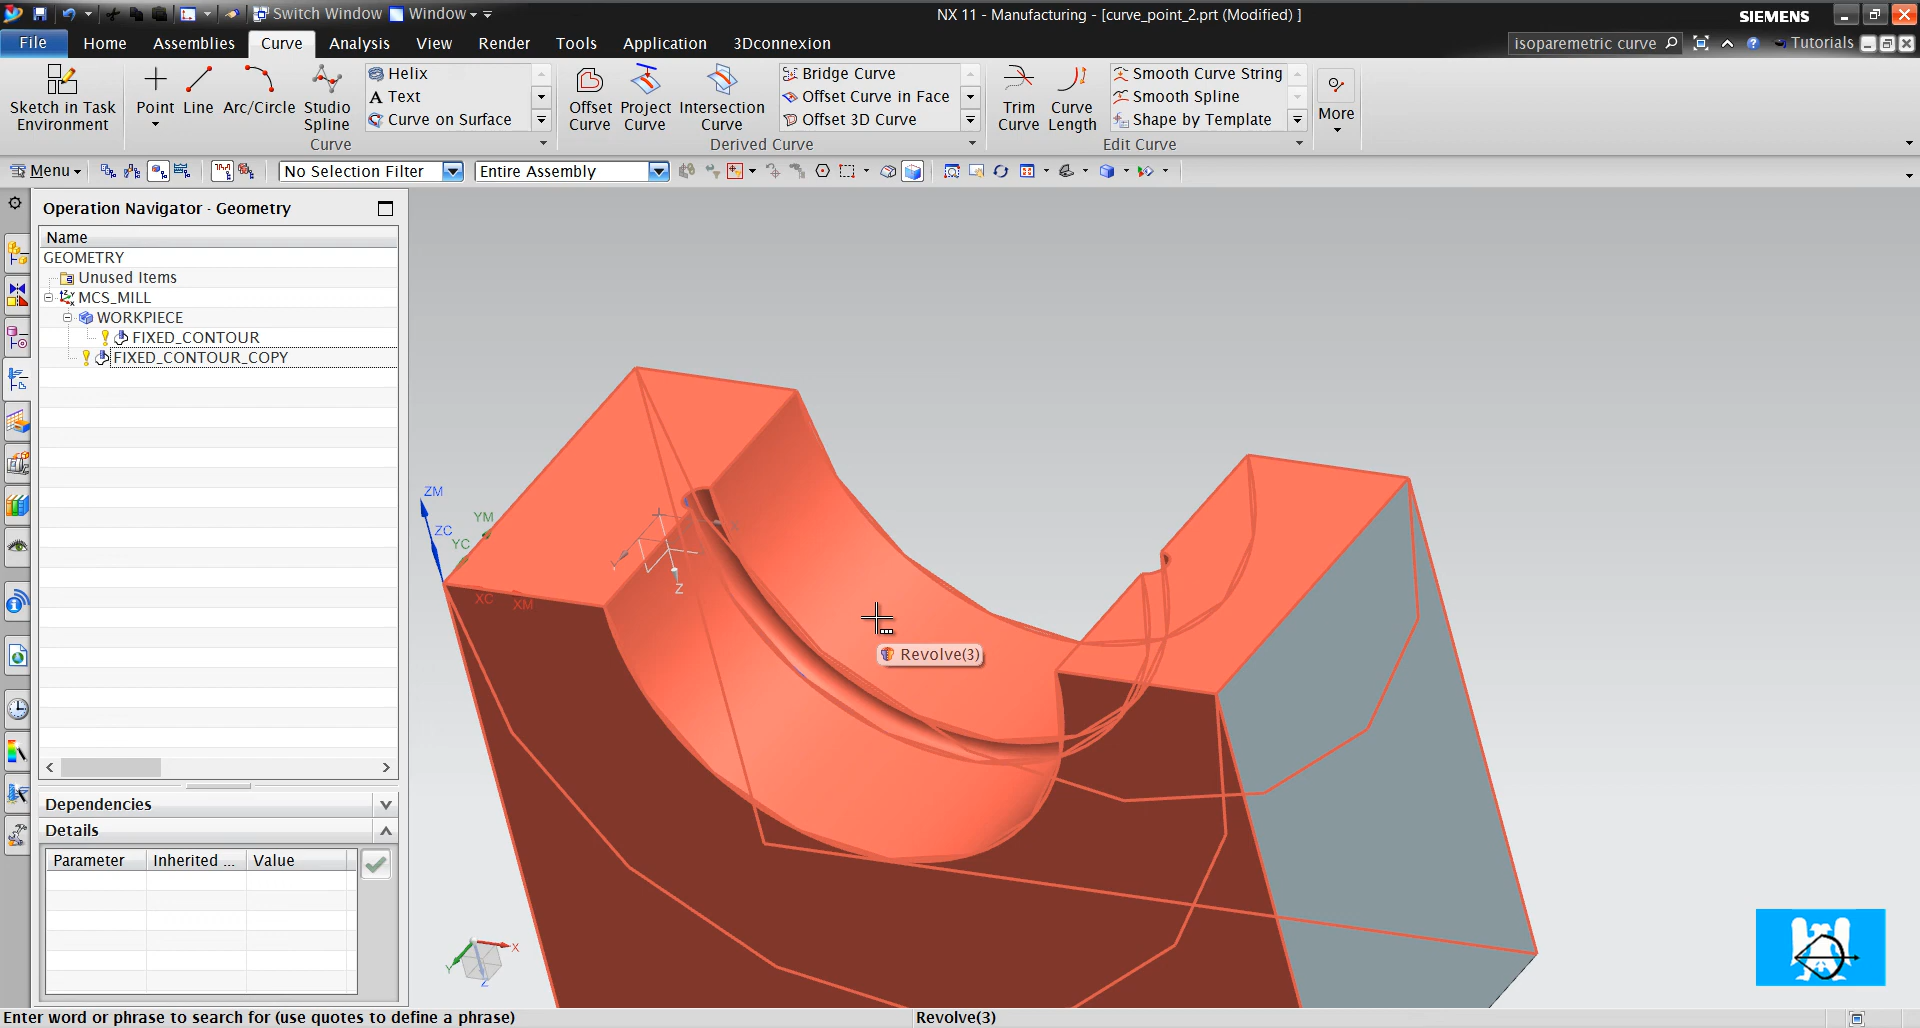 Switch Window
Window
NX 11 - Manufacturing - [curve_point_2.prt (Modified) ]
SIEMENS
File
Home
Assemblies
Curve
Analysis
View
Render
Tools
Application
3Dconnexion
isoparemetric curve
Tutorials
Sketch in Task Environment
Point
Line
Arc/Circle
Studio Spline
Helix
Text
Curve on Surface
Curve
Offset Curve
Project Curve
Intersection Curve
Bridge Curve
Offset Curve in Face
Offset 3D Curve
Derived Curve
Trim Curve
Curve Length
Smooth Curve String
Smooth Spline
Shape by Template
Edit Curve
More
Menu
No Selection Filter
Entire Assembly
Operation Navigator - Geometry
Name
GEOMETRY
Unused Items
MCS_MILL
WORKPIECE
FIXED_CONTOUR
FIXED_CONTOUR_COPY
Dependencies
Details
Parameter
Inherited ...
Value
ZM
ZC
YM
YC
XC
XM
Z
Revolve(3)
X
Y
Z
Enter word or phrase to search for (use quotes to define a phrase)
Revolve(3)